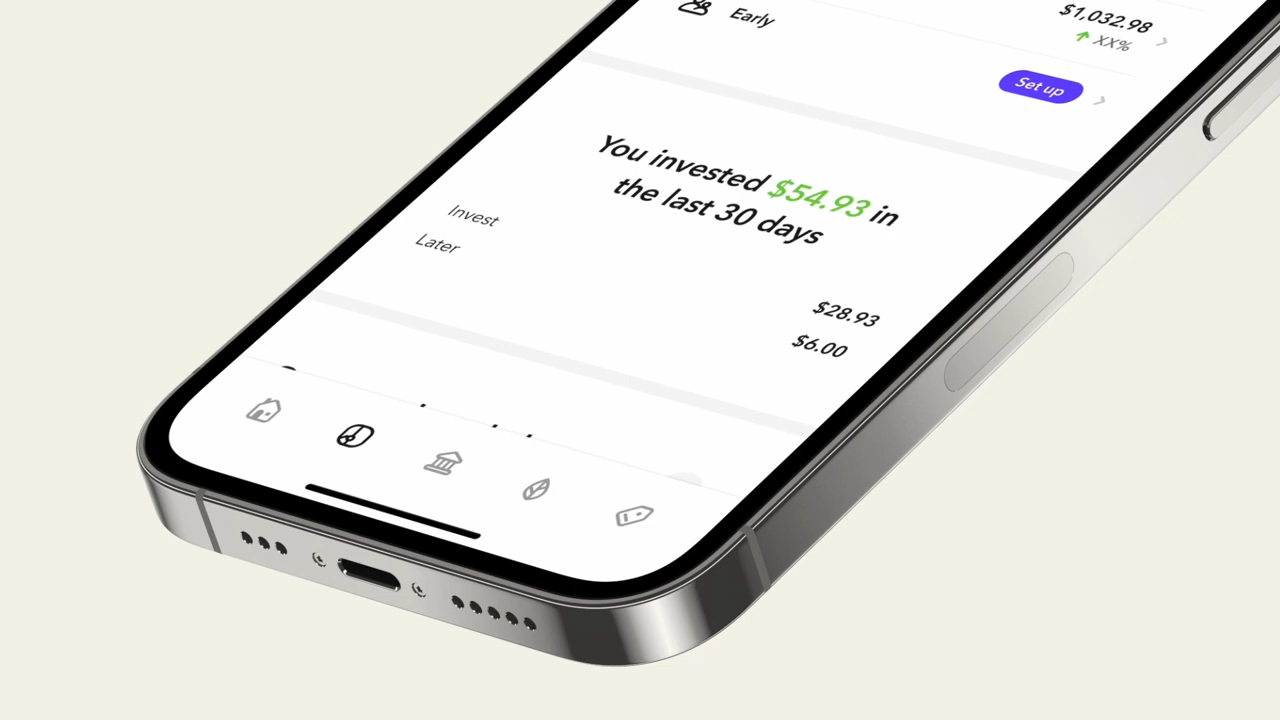 $1,032.98
Early
XX%
Set up
You invested $54.93 in
the last 30 days
Invest
Later
$28.93
$6.00